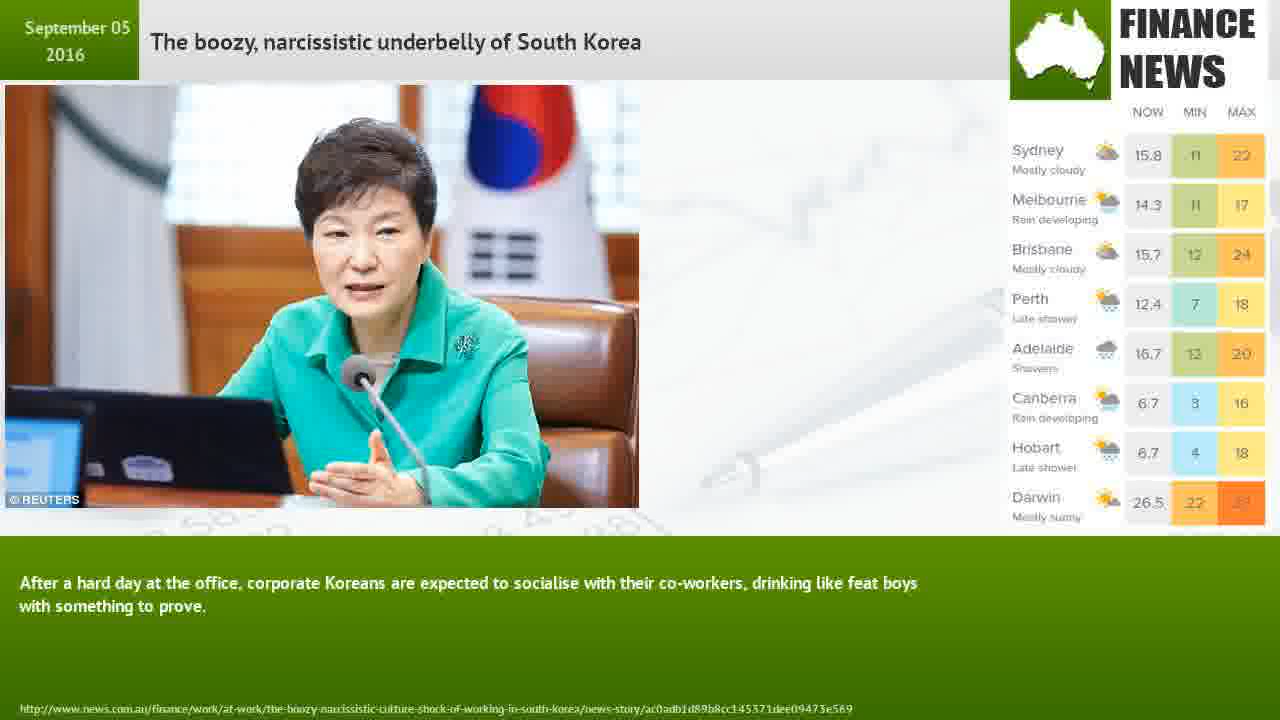 September 05
2016
The boozy, narcissistic underbelly of South Korea
FINANCE
NEWS
NOW MIN MAX
Sydney
Mostly cloudy
15.8 11 22
Melbourne
Rain developing
14.3 11 17
Brisbane
Mostly cloudy
15.7 12 24
Perth
Late shower
12.4 7 18
Adelaide
Showers
16.7 12 20
Canberra
Rain developing
6.7 3 16
Hobart
Late shower
6.7 4 18
Darwin
Mostly sunny
26.5 22
© REUTERS
After a hard day at the office, corporate Koreans are expected to socialise with their co-workers, drinking like feat boys
with something to prove.
http://www.news.com.au/finance/work/at-work/the-boozy-narcissistic-culture-shock-of-working-in-south-korea/news-story/ac0adb1d89b8cc145371dee09473e569